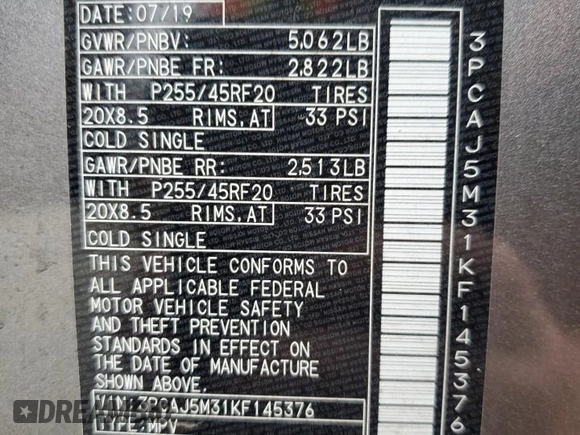 DATE: 07/19
GVWR/PNBV: 5,062LB
GAWR/PNBE FR: 2,822LB
WITH P255/45RF20 TIRES
20X8.5 RIMS,AT 33 PSI
COLD SINGLE
GAWR/PNBE RR: 2,513LB
WITH P255/45RF20 TIRES
20X8.5 RIMS,AT 33 PSI
COLD SINGLE
THIS VEHICLE CONFORMS TO
ALL APPLICABLE FEDERAL
MOTOR VEHICLE SAFETY
AND THEFT PREVENTION
STANDARDS IN EFFECT ON
THE DATE OF MANUFACTURE
SHOWN ABOVE.
VIN: 3PCAJ5M31KF145376
TYPE:MPV
3PCAJ5M31KF145376